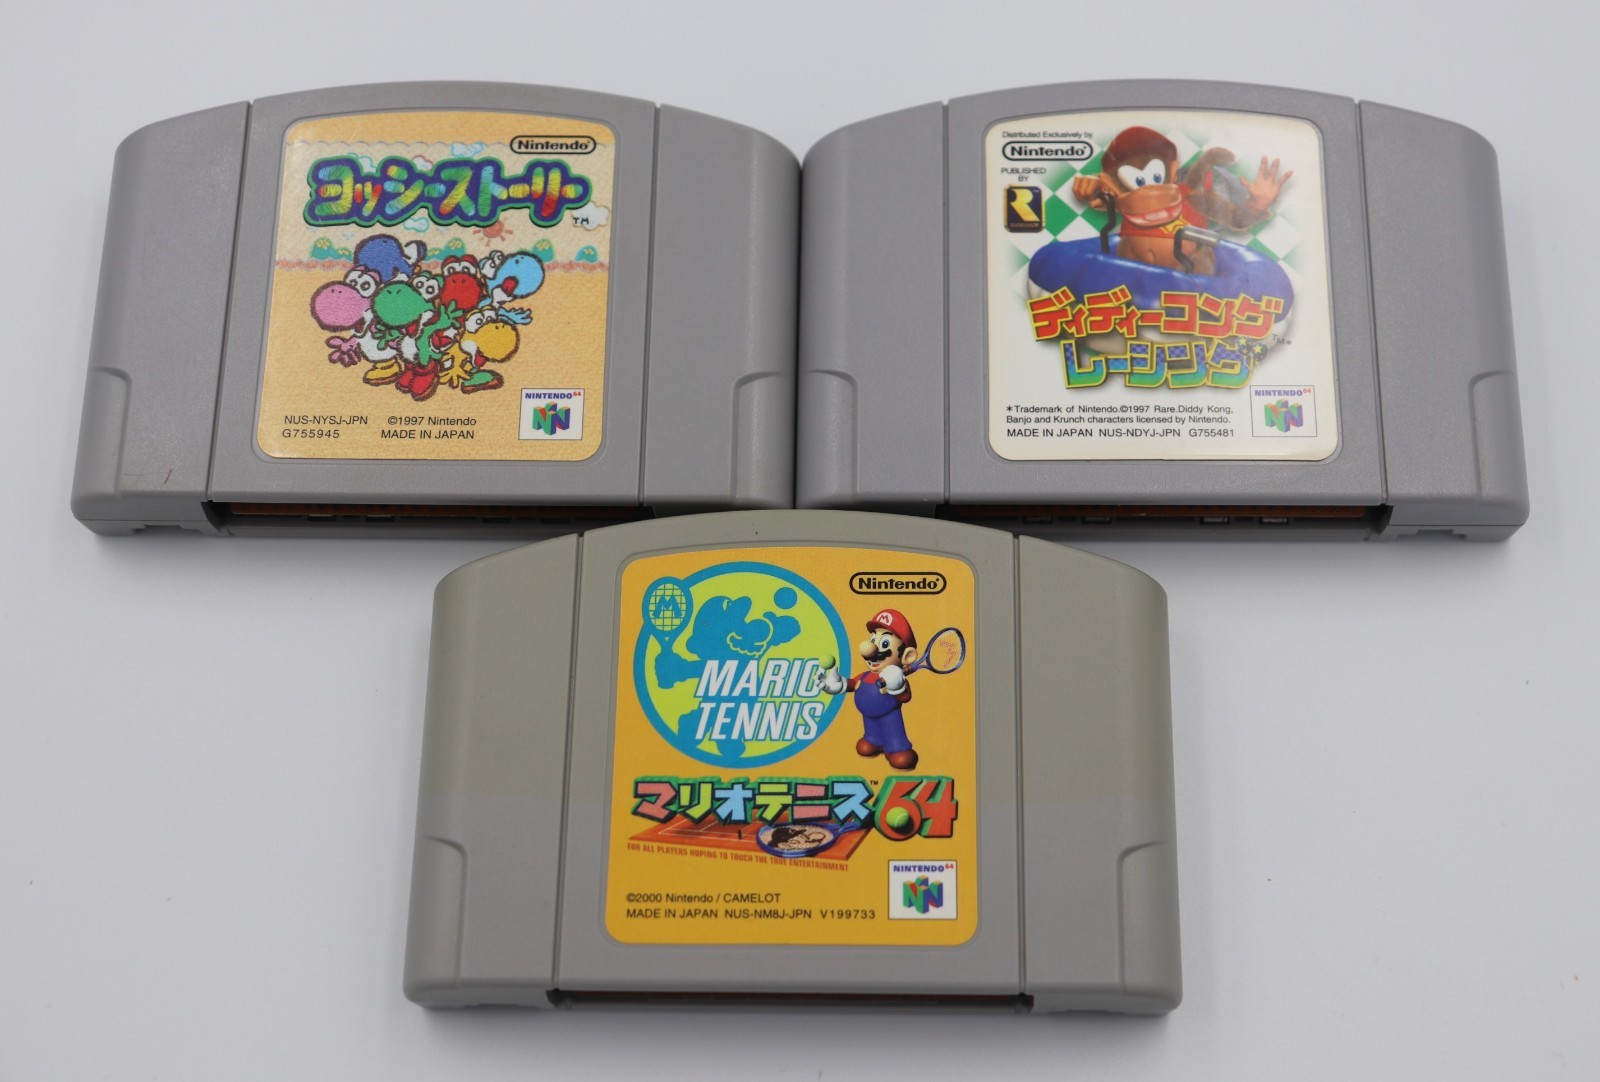 Nintendo
ヨッシーストーリー
TM
NINTENDO64
NUS-NYSJ-JPN ©1997 Nintendo
G755945 MADE IN JAPAN
Distributed Exclusively by
Nintendo
PUBLISHED
BY
R
ディディーコング
TM*
レーシング
NINTENDO64
*Trademark of Nintendo.©1997 Rare.Diddy Kong,
Banjo and Krunch characters licensed by Nintendo.
MADE IN JAPAN NUS-NDYJ-JPN G755481
Nintendo
M
M
MARIO
TENNIS
マリオテニス64
TM
FOR ALL PLAYERS HOPING TO TOUCH THE TRUE ENTERTAINMENT
NINTENDO64
©2000 Nintendo / CAMELOT
MADE IN JAPAN NUS-NM8J-JPN V199733